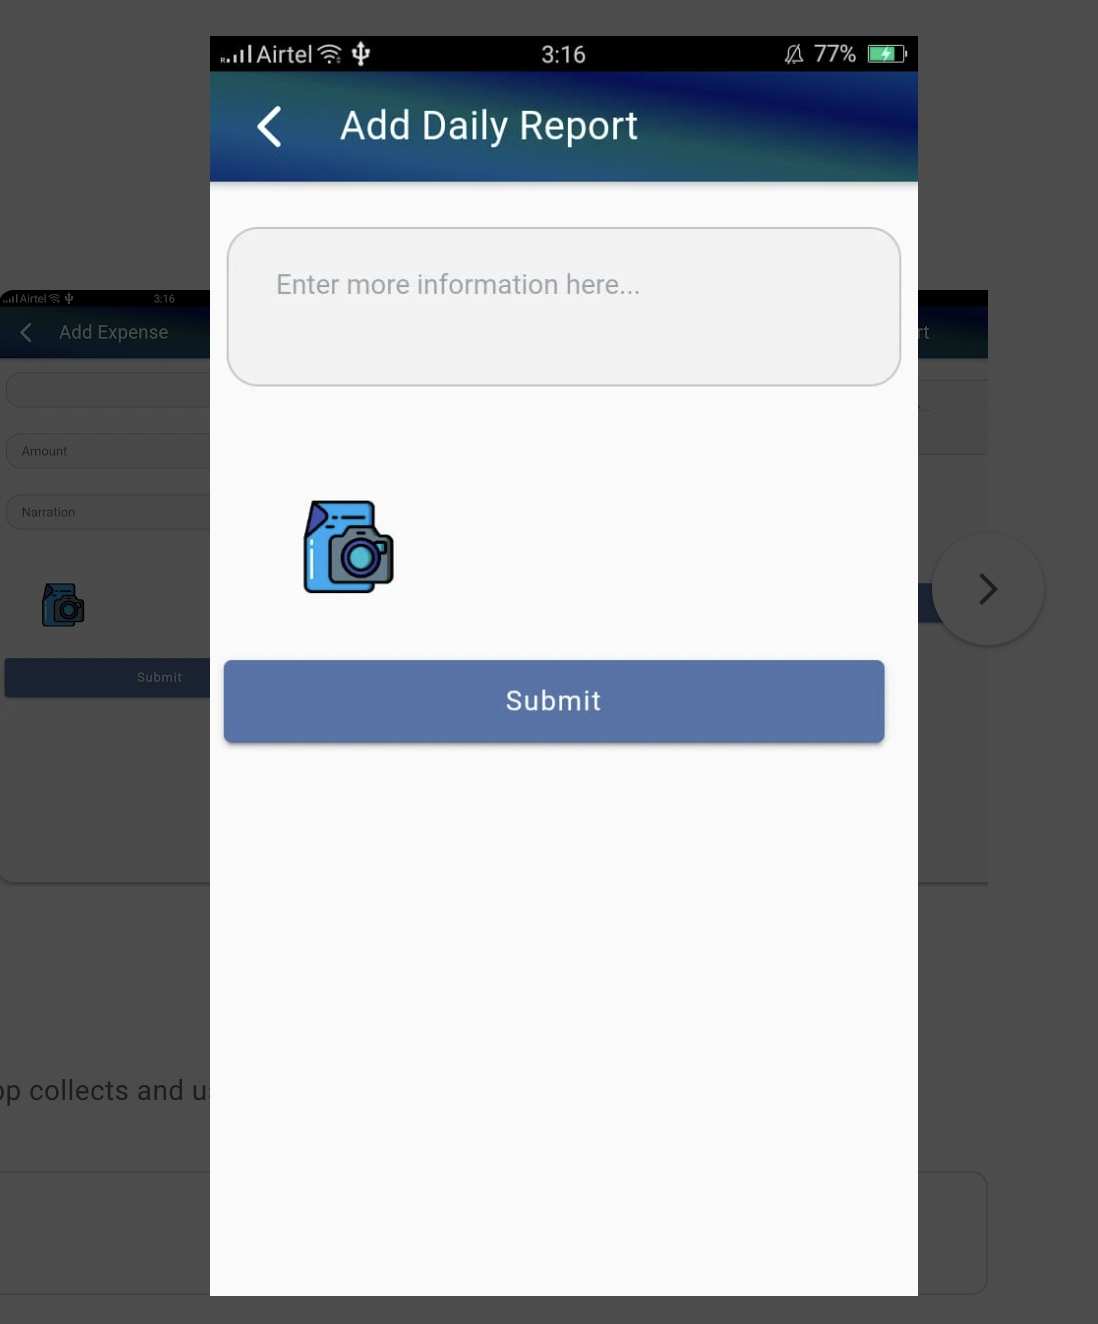 Airtel 3:16 77%
Add Daily Report
Enter more information here...
Submit
Airtel 3:16
Add Expense
Amount
Narration
Submit
collects and